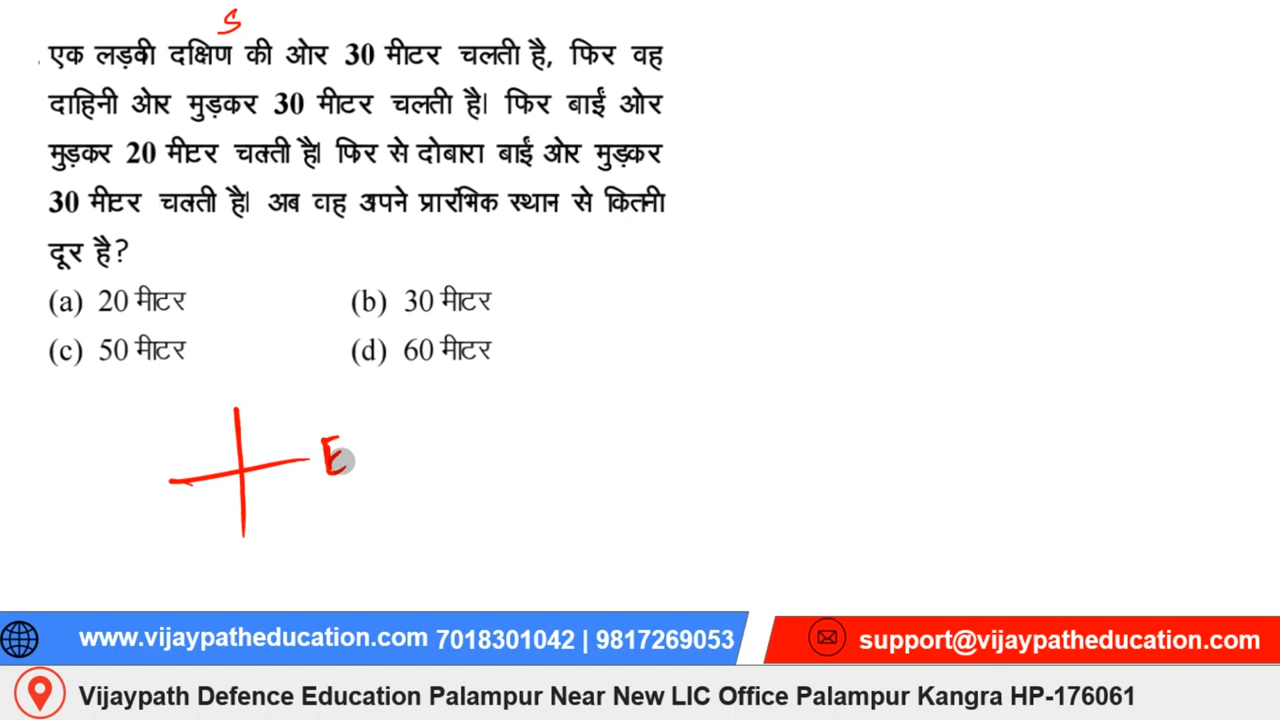 S
एक लड़की दक्षिण की ओर 30 मीटर चलती है, फिर वह
दाहिनी ओर मुड़कर 30 मीटर चलती है। फिर बाईं ओर
मुड़कर 20 मीटर चलती है। फिर से दोबारा बाईं ओर मुड़कर
30 मीटर चलती है। अब वाह अपने प्रारंभिक स्थान से कितनी
दूर है?
(a) 20 मीटर (b) 30 मीटर
(c) 50 मीटर (d) 60 मीटर
E
www.vijaypatheducation.com 7018301042 | 9817269053 support@vijaypatheducation.com
Vijaypath Defence Education Palampur Near New LIC Office Palampur Kangra HP-176061